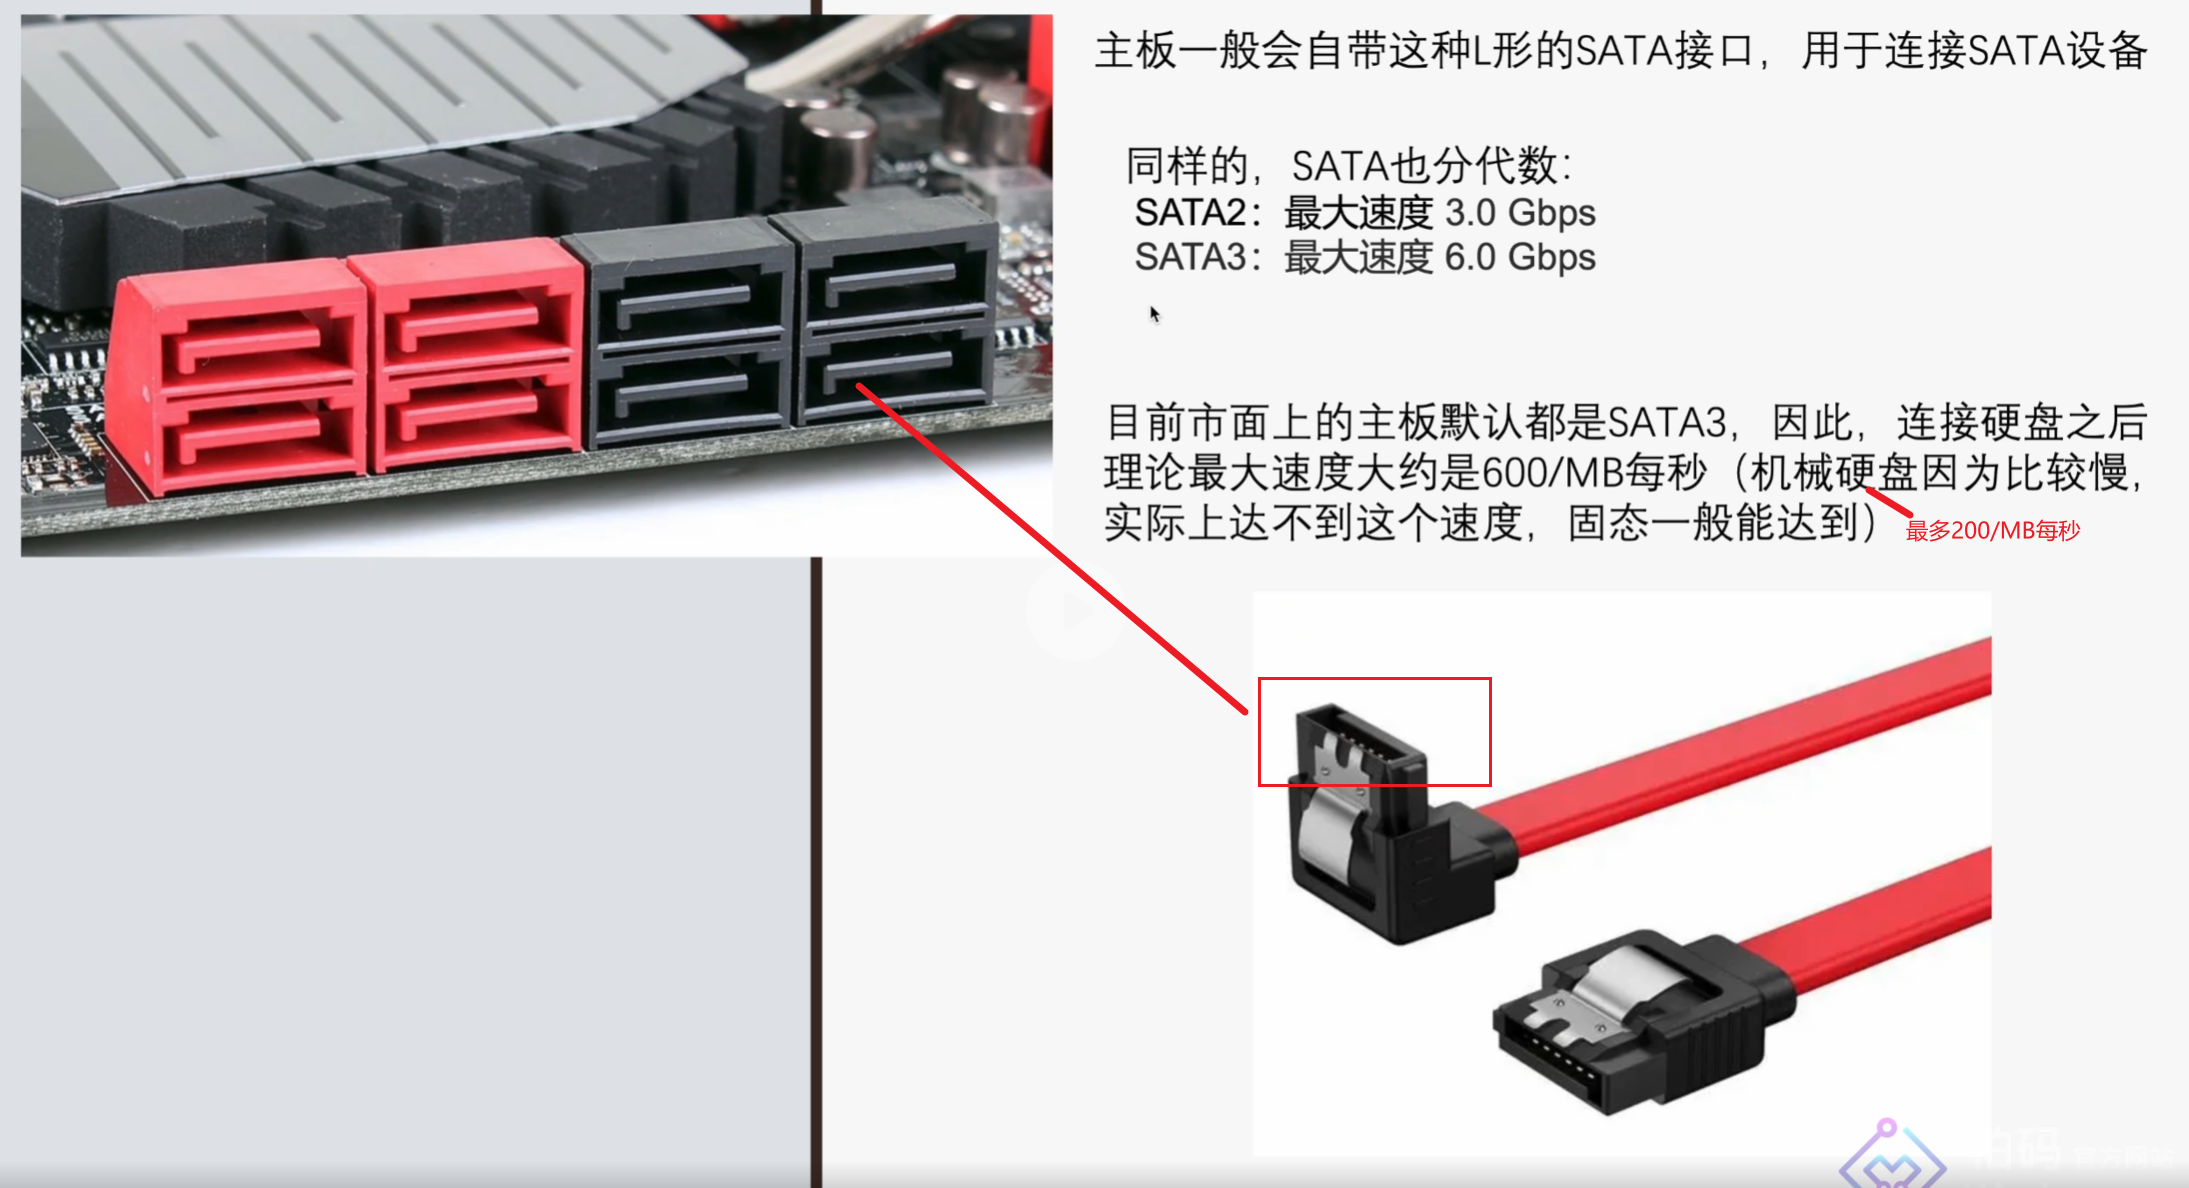 主板一般会自带这种L形的SATA接口，用于连接SATA设备
同样的，SATA也分代数：
SATA2：最大速度 3.0 Gbps
SATA3：最大速度 6.0 Gbps
目前市面上的主板默认都是SATA3，因此，连接硬盘之后
理论最大速度大约是600/MB每秒（机械硬盘因为比较慢，
实际上达不到这个速度，固态一般能达到）
最多200/MB每秒